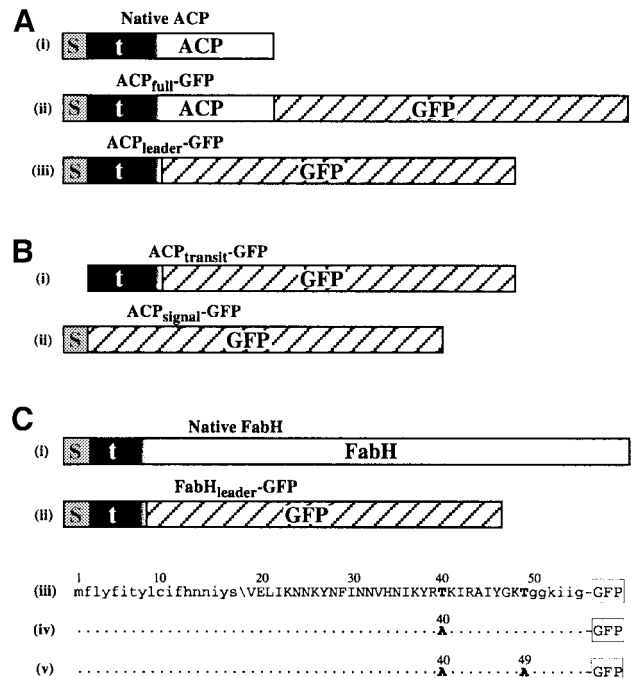 A
Native ACP
(i) S t ACP
ACPfull-GFP
(ii) S t ACP GFP
ACPleader-GFP
(iii) S t GFP
B
ACPtransit-GFP
(i) t GFP
ACPsignal-GFP
(ii) S GFP
C
Native FabH
(i) S t FabH
FabHleader-GFP
(ii) S t GFP
1 10 20 30 40 50
(iii) mflyfitylcifhnniys\VELIKNNKYNFINNVHNIKYRTKIRAIYGKTggkiig-GFP
40
(iv) A GFP
40 49
(v) A A GFP